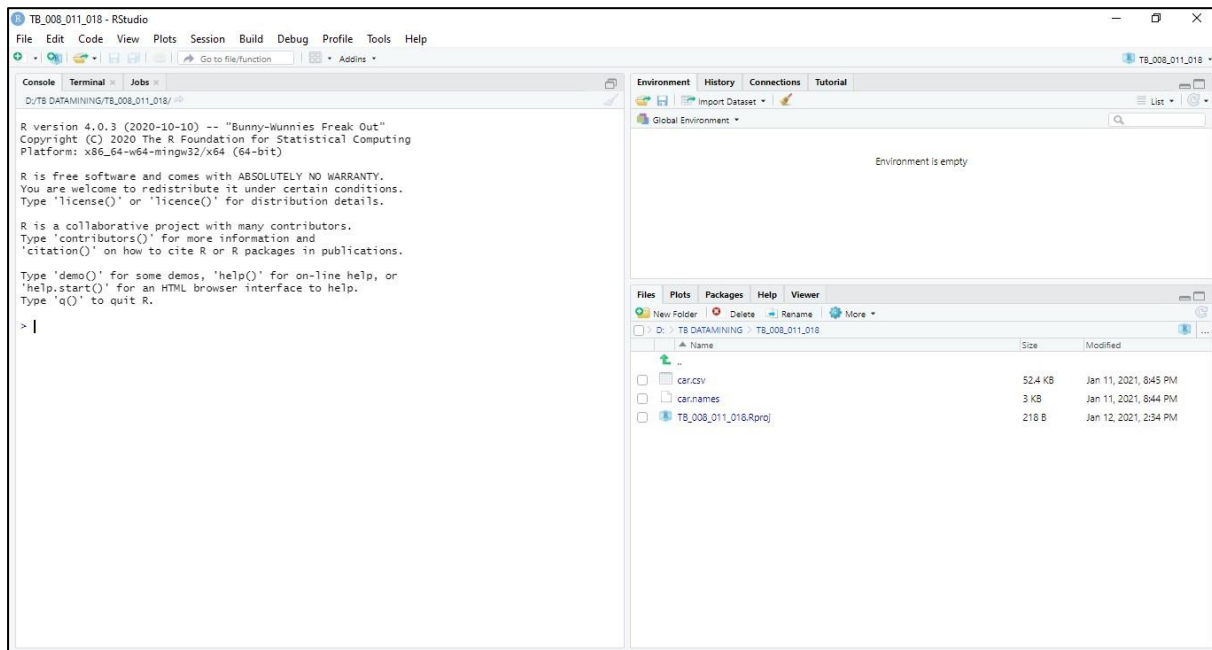 TB_008_011_018 - RStudio
File Edit Code View Plots Session Build Debug Profile Tools Help
Go to file/function
Addins
TB_008_011_018
Console Terminal Jobs
D:/TB DATAMINING/TB_008_011_018/
R version 4.0.3 (2020-10-10) -- "Bunny-Wunnies Freak Out"
Copyright (C) 2020 The R Foundation for Statistical Computing
Platform: x86_64-w64-mingw32/x64 (64-bit)
R is free software and comes with ABSOLUTELY NO WARRANTY.
You are welcome to redistribute it under certain conditions.
Type 'license()' or 'licence()' for distribution details.
R is a collaborative project with many contributors.
Type 'contributors()' for more information and
'citation()' on how to cite R or R packages in publications.
Type 'demo()' for some demos, 'help()' for on-line help, or
'help.start()' for an HTML browser interface to help.
Type 'q()' to quit R.
>
Environment History Connections Tutorial
Import Dataset
List
Global Environment
Environment is empty
Files Plots Packages Help Viewer
New Folder Delete Rename More
D: > TB DATAMINING > TB_008_011_018
Name Size Modified
..
car.csv 52.4 KB Jan 11, 2021, 8:45 PM
car.names 3 KB Jan 11, 2021, 8:44 PM
TB_008_011_018.Rproj 218 B Jan 12, 2021, 2:34 PM